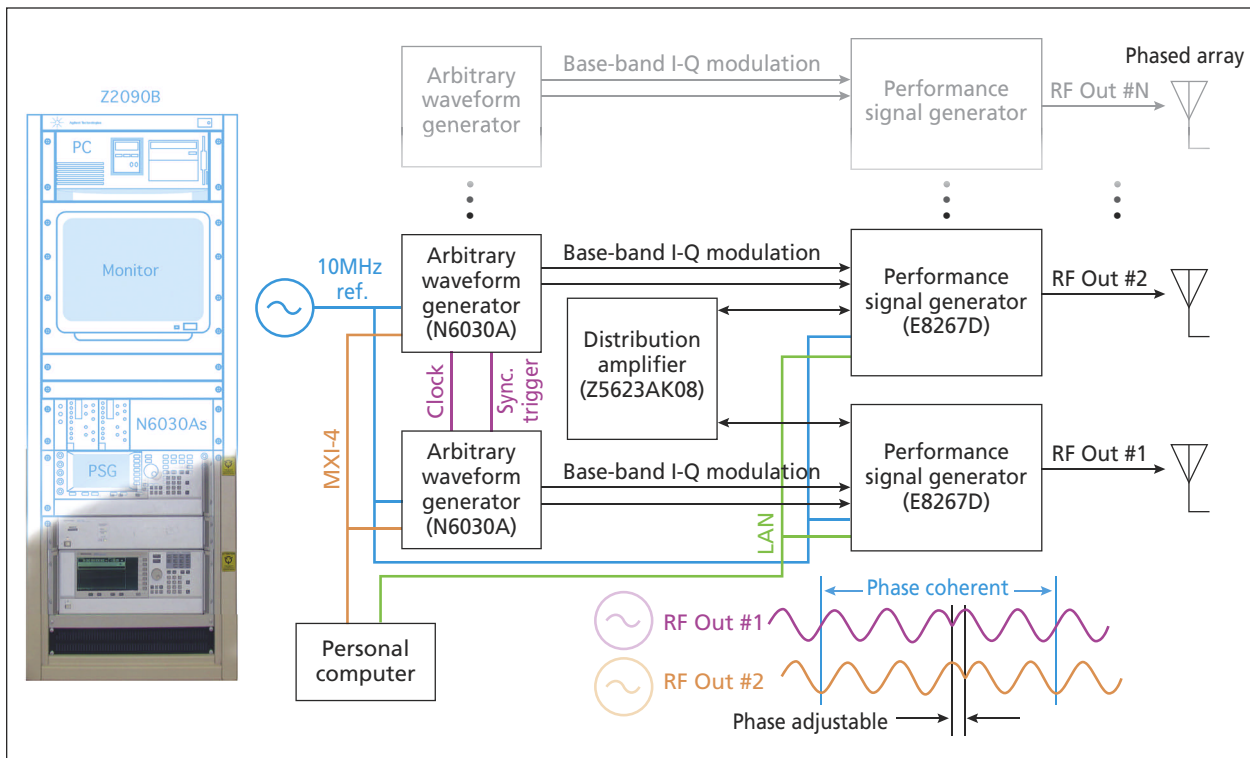 Z2090B
Agilent Technologies
PC
Monitor
N6030As
PSG
Arbitrary
waveform
generator
Base-band I-Q modulation
Performance
signal generator
RF Out #N
Phased array
10MHz
ref.
Arbitrary
waveform
generator
(N6030A)
Base-band I-Q modulation
Performance
signal generator
(E8267D)
RF Out #2
Distribution
amplifier
(Z5623AK08)
Clock
Sync.
trigger
MXI-4
Arbitrary
waveform
generator
(N6030A)
Base-band I-Q modulation
Performance
signal generator
(E8267D)
RF Out #1
LAN
Personal
computer
Phase coherent
RF Out #1
RF Out #2
Phase adjustable